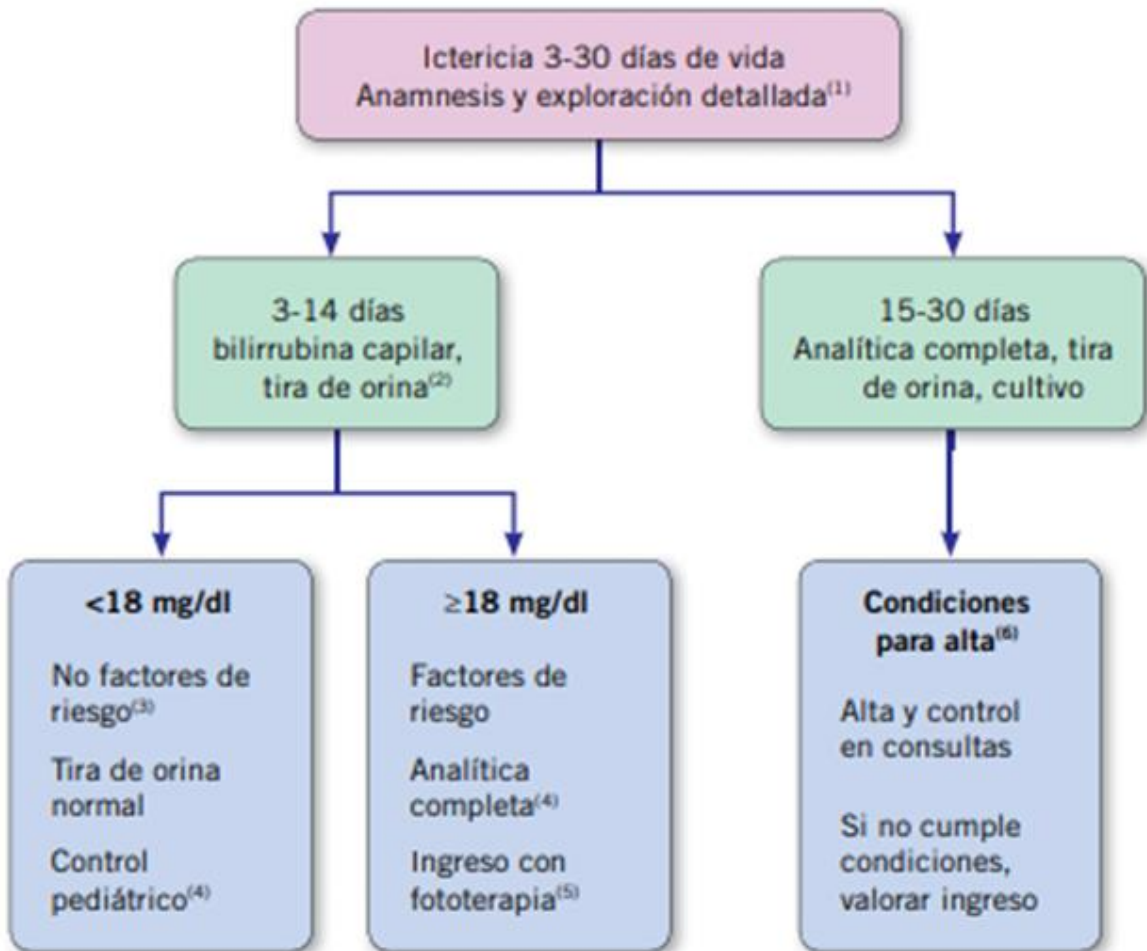 Ictericia 3-30 días de vida
Anamnesis y exploración detallada(1)
3-14 días
bilirrubina capilar,
tira de orina(2)
15-30 días
Analítica completa, tira
de orina, cultivo
<18 mg/dl
No factores de
riesgo(3)
Tira de orina
normal
Control
pediátrico(4)
≥18 mg/dl
Factores de
riesgo
Analítica
completa(4)
Ingreso con
fototerapia(5)
Condiciones
para alta(6)
Alta y control
en consultas
Si no cumple
condiciones,
valorar ingreso